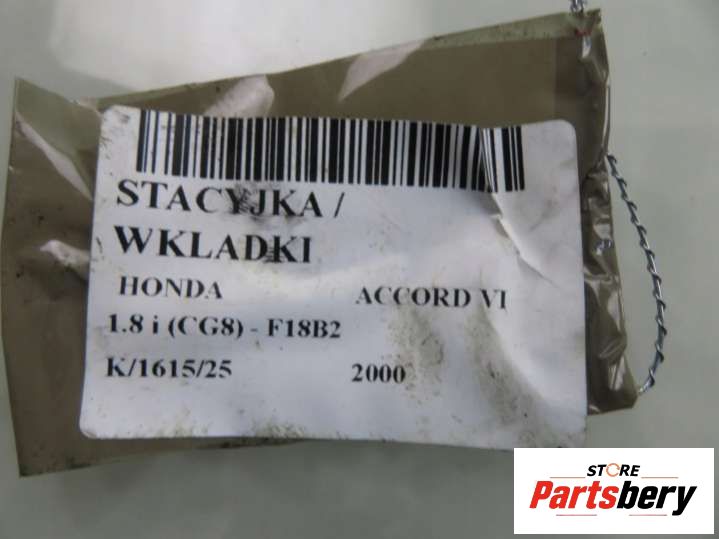 STACYJKA /
WKLADKI
HONDA ACCORD VI
1.8 i (CG8) - F18B2
K/1615/25 2000
STORE
Partsbery